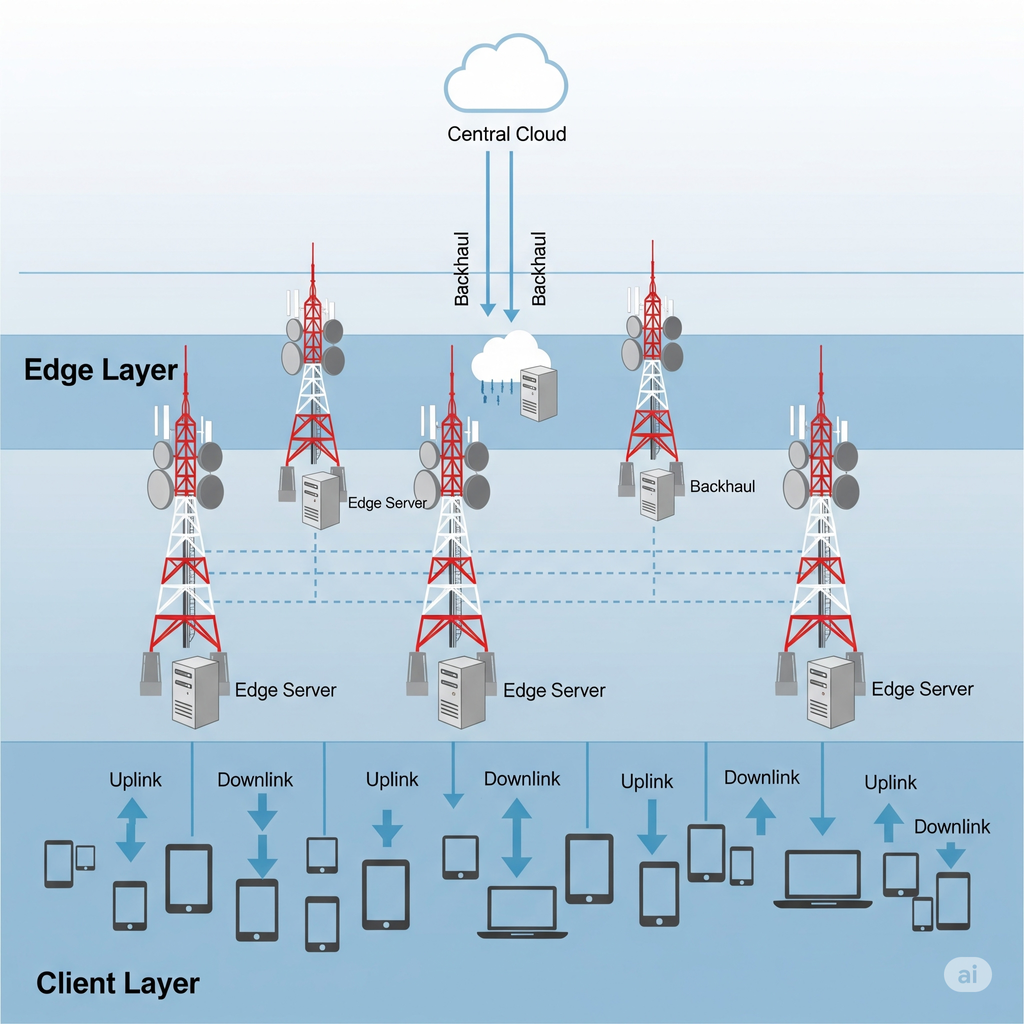 Central Cloud
Backhaul
Backhaul
Edge Layer
Edge Server
Backhaul
Edge Server
Edge Server
Edge Server
Uplink
Downlink
Uplink
Downlink
Uplink
Downlink
Uplink
Downlink
Client Layer
ai